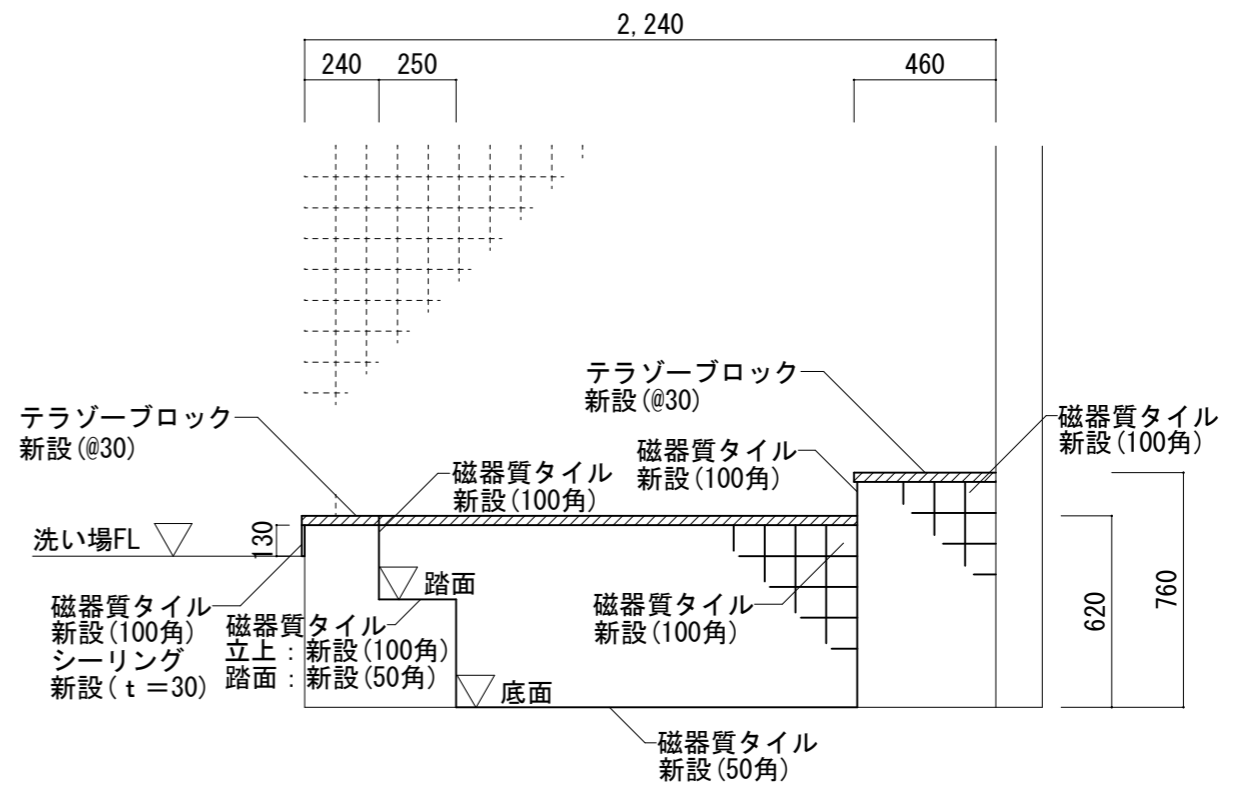 2,240
240
250
460
テラゾーブロック
新設(@30)
テラゾーブロック
新設(@30)
磁器質タイル
新設(100角)
磁器質タイル
新設(100角)
磁器質タイル
新設(100角)
洗い場FL
130
踏面
磁器質タイル
新設(100角)
シーリング
新設(t=30)
磁器質タイル
立上:新設(100角)
踏面:新設(50角)
磁器質タイル
新設(100角)
620
760
底面
磁器質タイル
新設(50角)